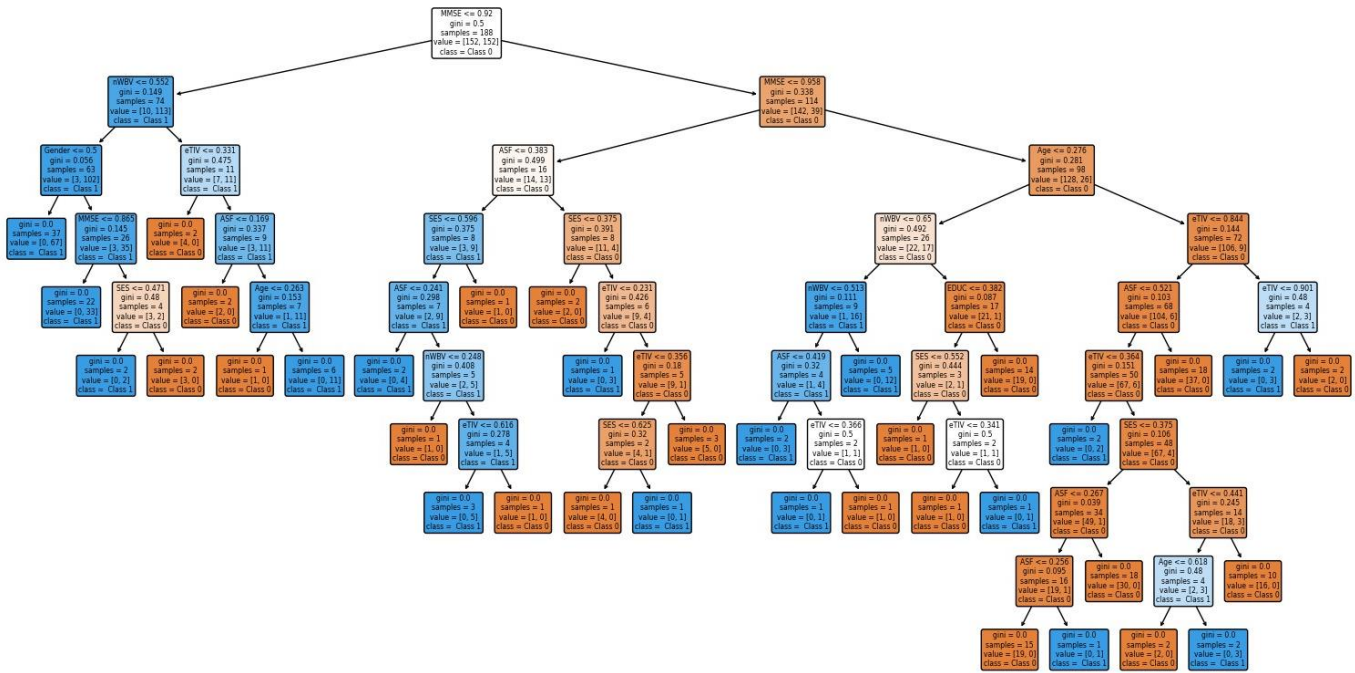 MMSE <= 0.92
gini = 0.5
samples = 188
value = [152, 152]
class = Class 0
nWBV <= 0.552
gini = 0.149
samples = 74
value = [10, 113]
class = Class 1
MMSE <= 0.958
gini = 0.338
samples = 114
value = [142, 39]
class = Class 0
Gender <= 0.5
gini = 0.056
samples = 63
value = [3, 102]
class = Class 1
eTIV <= 0.331
gini = 0.475
samples = 11
value = [7, 11]
class = Class 1
ASF <= 0.383
gini = 0.499
samples = 16
value = [14, 13]
class = Class 0
Age <= 0.276
gini = 0.281
samples = 98
value = [128, 26]
class = Class 0
gini = 0.0
samples = 37
value = [0, 67]
class = Class 1
MMSE <= 0.865
gini = 0.145
samples = 26
value = [3, 35]
class = Class 1
gini = 0.0
samples = 2
value = [4, 0]
class = Class 0
ASF <= 0.169
gini = 0.337
samples = 9
value = [3, 11]
class = Class 1
SES <= 0.596
gini = 0.375
samples = 8
value = [3, 9]
class = Class 1
SES <= 0.375
gini = 0.391
samples = 8
value = [11, 4]
class = Class 0
nWBV <= 0.65
gini = 0.492
samples = 26
value = [22, 17]
class = Class 0
eTIV <= 0.844
gini = 0.144
samples = 72
value = [106, 9]
class = Class 0
gini = 0.0
samples = 22
value = [0, 33]
class = Class 1
SES <= 0.471
gini = 0.48
samples = 4
value = [3, 2]
class = Class 0
gini = 0.0
samples = 2
value = [2, 0]
class = Class 0
Age <= 0.263
gini = 0.153
samples = 7
value = [1, 11]
class = Class 1
ASF <= 0.241
gini = 0.298
samples = 7
value = [2, 9]
class = Class 1
gini = 0.0
samples = 1
value = [1, 0]
class = Class 0
gini = 0.0
samples = 2
value = [2, 0]
class = Class 0
eTIV <= 0.231
gini = 0.426
samples = 6
value = [9, 4]
class = Class 0
nWBV <= 0.513
gini = 0.111
samples = 9
value = [1, 16]
class = Class 1
EDUC <= 0.382
gini = 0.087
samples = 17
value = [21, 1]
class = Class 0
ASF <= 0.521
gini = 0.103
samples = 68
value = [104, 6]
class = Class 0
eTIV <= 0.901
gini = 0.48
samples = 4
value = [2, 3]
class = Class 1
gini = 0.0
samples = 2
value = [0, 2]
class = Class 1
gini = 0.0
samples = 2
value = [3, 0]
class = Class 0
gini = 0.0
samples = 1
value = [1, 0]
class = Class 0
gini = 0.0
samples = 6
value = [0, 11]
class = Class 1
gini = 0.0
samples = 2
value = [0, 4]
class = Class 1
nWBV <= 0.248
gini = 0.408
samples = 5
value = [2, 5]
class = Class 1
gini = 0.0
samples = 1
value = [0, 3]
class = Class 1
eTIV <= 0.356
gini = 0.18
samples = 5
value = [9, 1]
class = Class 0
ASF <= 0.419
gini = 0.32
samples = 4
value = [1, 4]
class = Class 1
gini = 0.0
samples = 5
value = [0, 12]
class = Class 1
SES <= 0.552
gini = 0.444
samples = 3
value = [2, 1]
class = Class 0
gini = 0.0
samples = 14
value = [19, 0]
class = Class 0
eTIV <= 0.364
gini = 0.151
samples = 50
value = [67, 6]
class = Class 0
gini = 0.0
samples = 18
value = [37, 0]
class = Class 0
gini = 0.0
samples = 2
value = [0, 3]
class = Class 1
gini = 0.0
samples = 2
value = [2, 0]
class = Class 0
gini = 0.0
samples = 1
value = [1, 0]
class = Class 0
eTIV <= 0.616
gini = 0.278
samples = 4
value = [1, 5]
class = Class 1
SES <= 0.625
gini = 0.32
samples = 2
value = [4, 1]
class = Class 0
gini = 0.0
samples = 3
value = [5, 0]
class = Class 0
gini = 0.0
samples = 2
value = [0, 3]
class = Class 1
eTIV <= 0.366
gini = 0.5
samples = 2
value = [1, 1]
class = Class 0
gini = 0.0
samples = 1
value = [1, 0]
class = Class 0
eTIV <= 0.341
gini = 0.5
samples = 2
value = [1, 1]
class = Class 0
gini = 0.0
samples = 2
value = [0, 2]
class = Class 1
SES <= 0.375
gini = 0.106
samples = 48
value = [67, 4]
class = Class 0
gini = 0.0
samples = 3
value = [0, 5]
class = Class 1
gini = 0.0
samples = 1
value = [1, 0]
class = Class 0
gini = 0.0
samples = 1
value = [4, 0]
class = Class 0
gini = 0.0
samples = 1
value = [0, 1]
class = Class 1
gini = 0.0
samples = 1
value = [0, 1]
class = Class 1
gini = 0.0
samples = 1
value = [1, 0]
class = Class 0
gini = 0.0
samples = 1
value = [1, 0]
class = Class 0
gini = 0.0
samples = 1
value = [0, 1]
class = Class 1
ASF <= 0.267
gini = 0.039
samples = 34
value = [49, 1]
class = Class 0
eTIV <= 0.441
gini = 0.245
samples = 14
value = [18, 3]
class = Class 0
ASF <= 0.256
gini = 0.095
samples = 16
value = [19, 1]
class = Class 0
gini = 0.0
samples = 18
value = [30, 0]
class = Class 0
Age <= 0.618
gini = 0.48
samples = 4
value = [2, 3]
class = Class 1
gini = 0.0
samples = 10
value = [16, 0]
class = Class 0
gini = 0.0
samples = 15
value = [19, 0]
class = Class 0
gini = 0.0
samples = 1
value = [0, 1]
class = Class 1
gini = 0.0
samples = 2
value = [2, 0]
class = Class 0
gini = 0.0
samples = 2
value = [0, 3]
class = Class 1